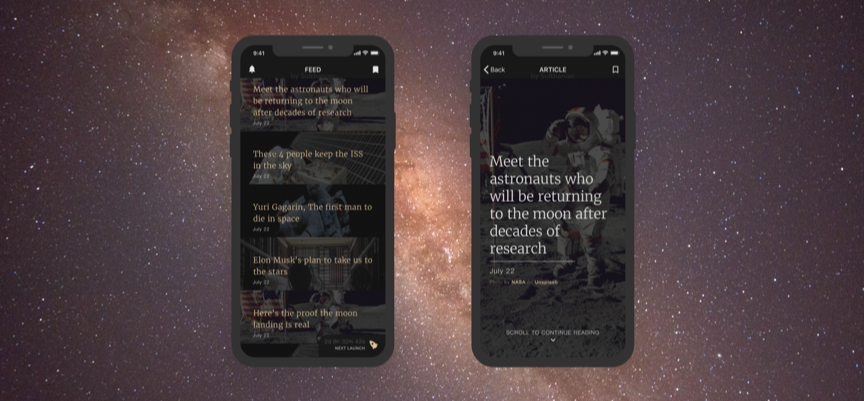 9:41
FEED
Meet the astronauts who will
be returning to the moon
after decades of research
July 22
These 4 people keep the ISS
in the sky
July 22
Yuri Gagarin, The first man to
die in space
July 22
Elon Musk's plan to take us to
the stars
July 22
Here's the proof the moon
landing is real
July 22
NEXT LAUNCH
9:41
Back
ARTICLE
Meet the
astronauts who
will be returning
to the moon after
decades of
research
July 22
Photo by NASA on Unsplash
SCROLL TO CONTINUE READING